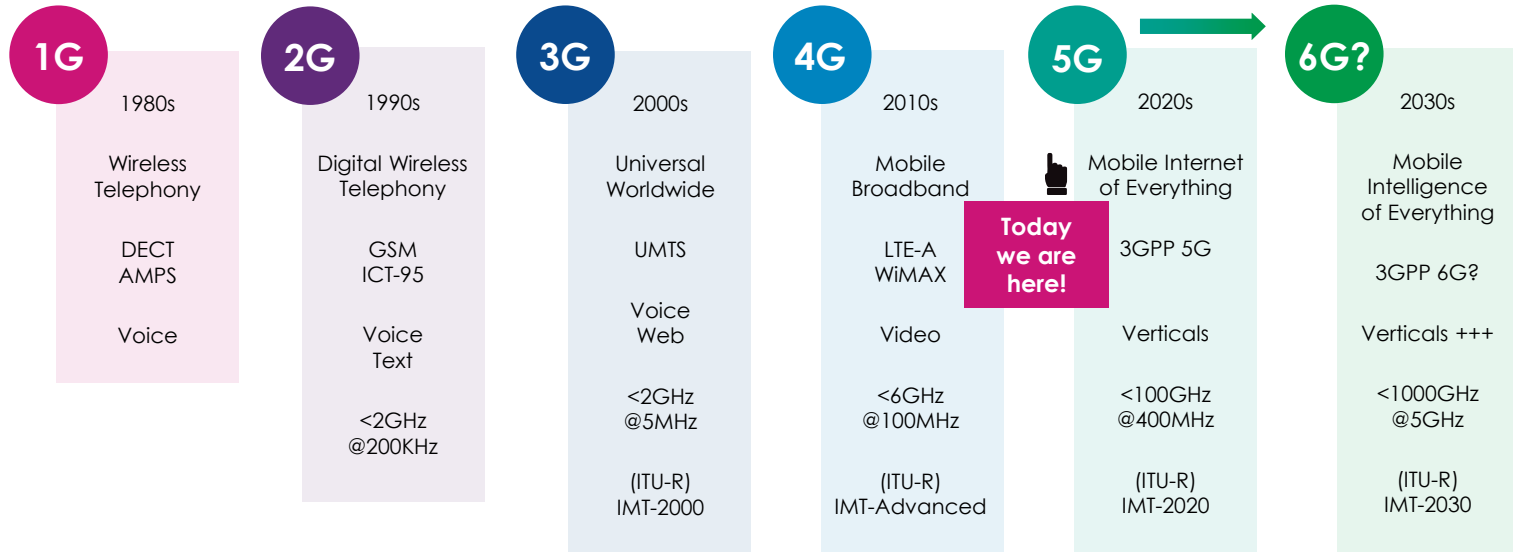 1G
1980s
Wireless
Telephony
DECT
AMPS
Voice
2G
1990s
Digital Wireless
Telephony
GSM
ICT-95
Voice
Text
<2GHz
@200KHz
3G
2000s
Universal
Worldwide
UMTS
Voice
Web
<2GHz
@5MHz
(ITU-R)
IMT-2000
4G
2010s
Mobile
Broadband
LTE-A
WiMAX
Video
<6GHz
@100MHz
(ITU-R)
IMT-Advanced
Today
we are
here!
5G
2020s
Mobile Internet
of Everything
3GPP 5G
Verticals
<100GHz
@400MHz
(ITU-R)
IMT-2020
6G?
2030s
Mobile
Intelligence
of Everything
3GPP 6G?
Verticals +++
<1000GHz
@5GHz
(ITU-R)
IMT-2030